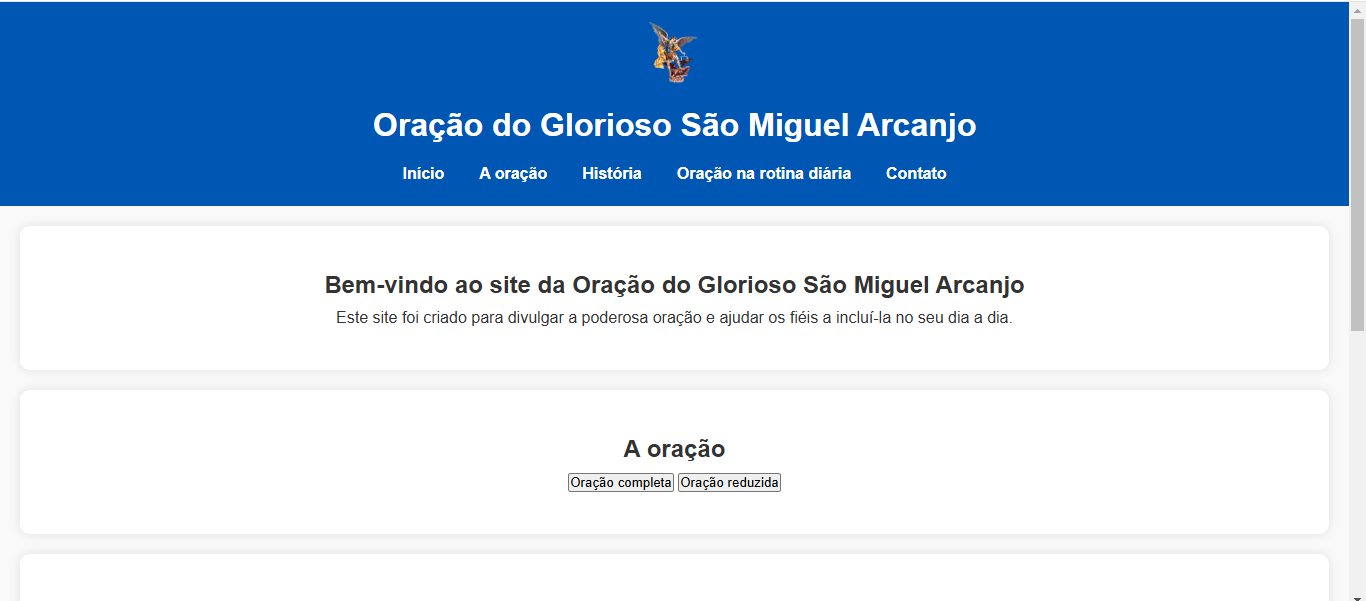 Oração do Glorioso São Miguel Arcanjo
Início A oração História Oração na rotina diária Contato
Bem-vindo ao site da Oração do Glorioso São Miguel Arcanjo
Este site foi criado para divulgar a poderosa oração e ajudar os fiéis a incluí-la no seu dia a dia.
A oração
Oração completa Oração reduzida